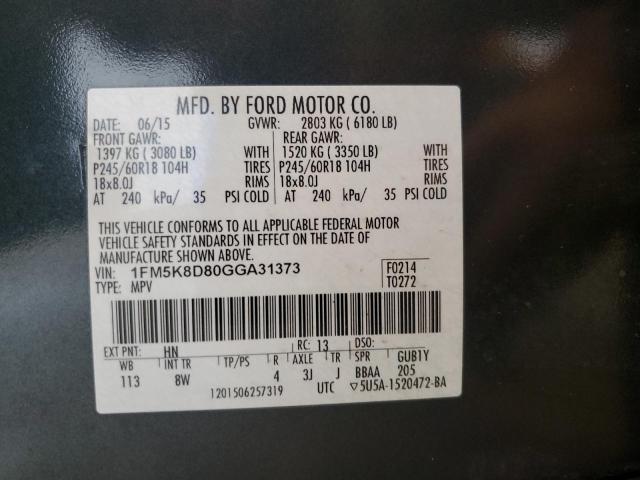 MFD. BY FORD MOTOR CO.
DATE: 06/15 GVWR: 2803 KG ( 6180 LB)
FRONT GAWR: REAR GAWR:
1397 KG ( 3080 LB) WITH 1520 KG ( 3350 LB) WITH
P245/60R18 104H TIRES P245/60R18 104H TIRES
18x8.0J RIMS 18x8.0J RIMS
AT 240 kPa/ 35 PSI COLD AT 240 kPa/ 35 PSI COLD
THIS VEHICLE CONFORMS TO ALL APPLICABLE FEDERAL MOTOR
VEHICLE SAFETY STANDARDS IN EFFECT ON THE DATE OF
MANUFACTURE SHOWN ABOVE.
VIN: 1FM5K8D80GGA31373 F0214
TYPE: MPV T0272
EXT PNT: HN RC: 13 DSO:
WB INT TR TP/PS R AXLE TR SPR GUB1Y
113 8W 4 3J J BBAA 205
1201506257319 UTC ▽5U5A-1520472-BA